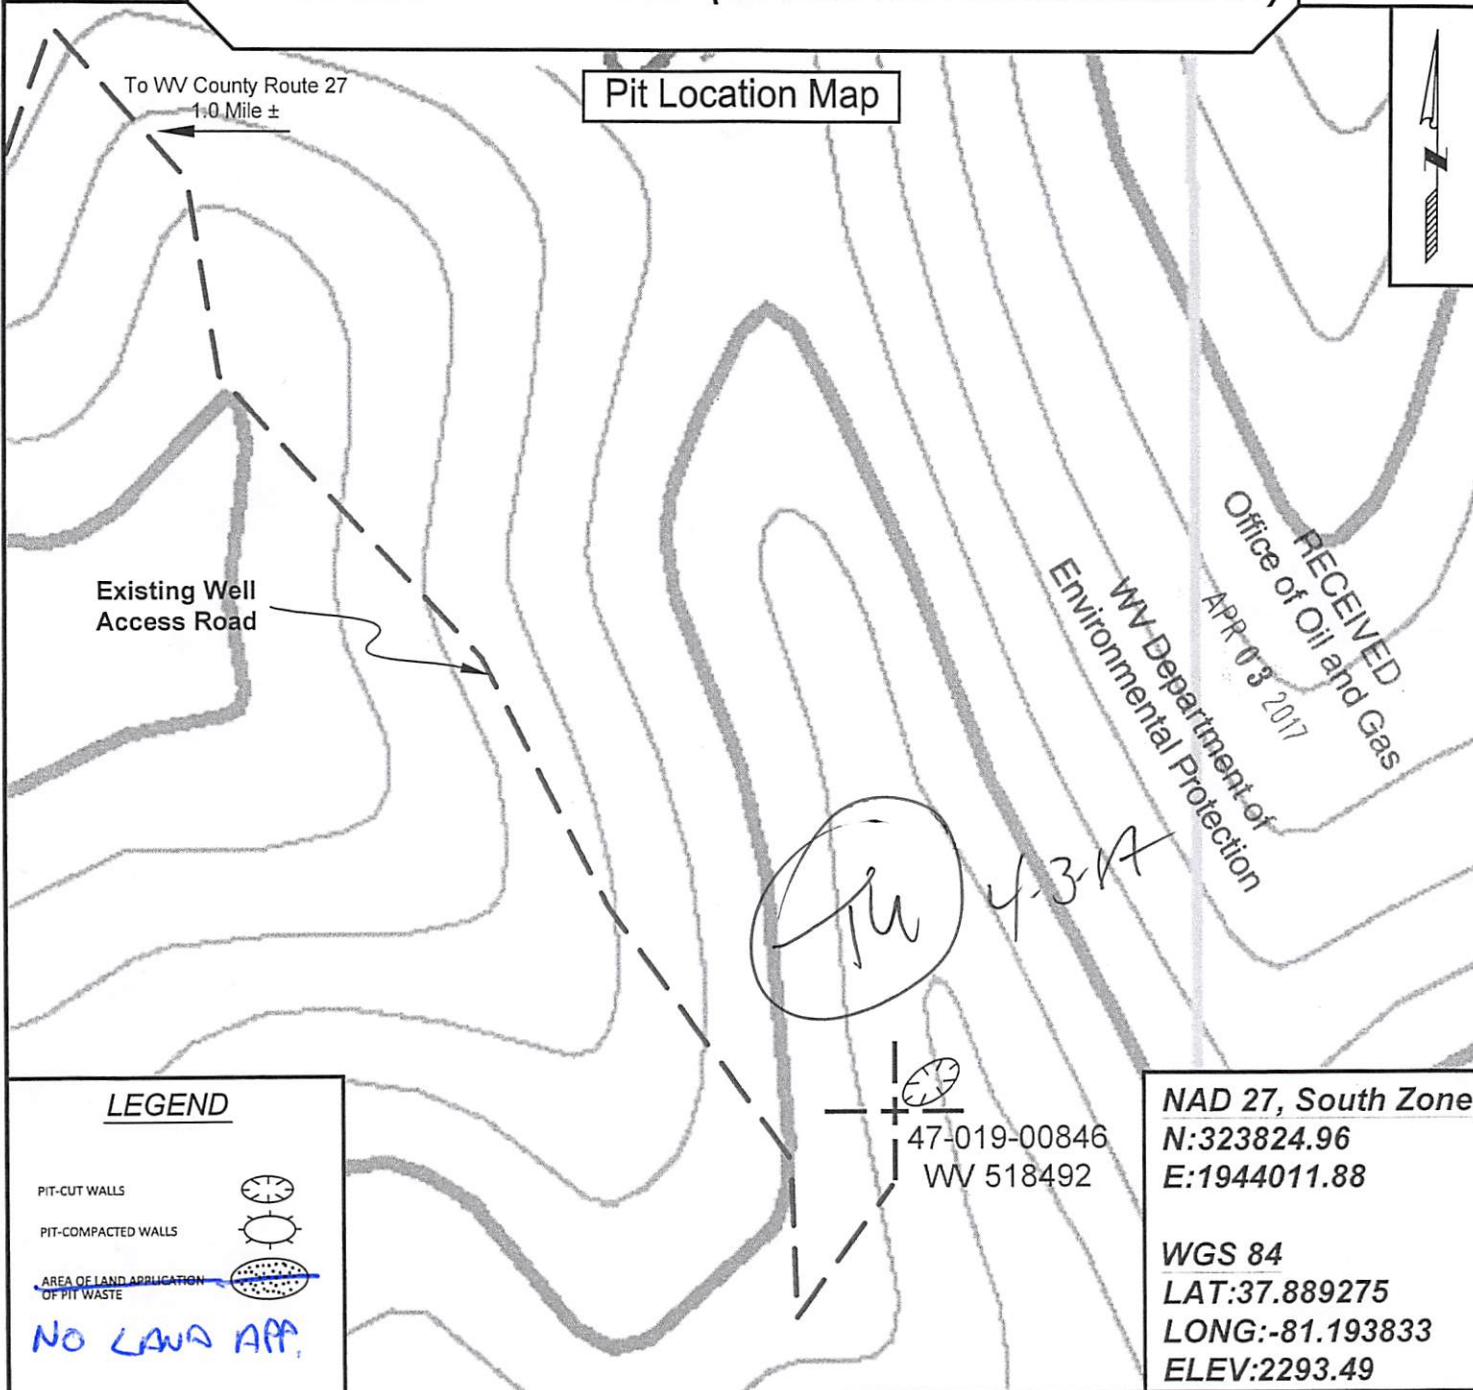 To WV County Route 27
1.0 Mile ±
Pit Location Map
N
Existing Well
Access Road
RECEIVED
Office of Oil and Gas
APR 03 2017
WV Department of
Environmental Protection
4-3-17
47-019-00846
WV 518492
LEGEND
PIT-CUT WALLS
PIT-COMPACTED WALLS
AREA OF LAND APPLICATION
OF PIT WASTE
NO LAND APP.
NAD 27, South Zone
N:323824.96
E:1944011.88
WGS 84
LAT:37.889275
LONG:-81.193833
ELEV:2293.49